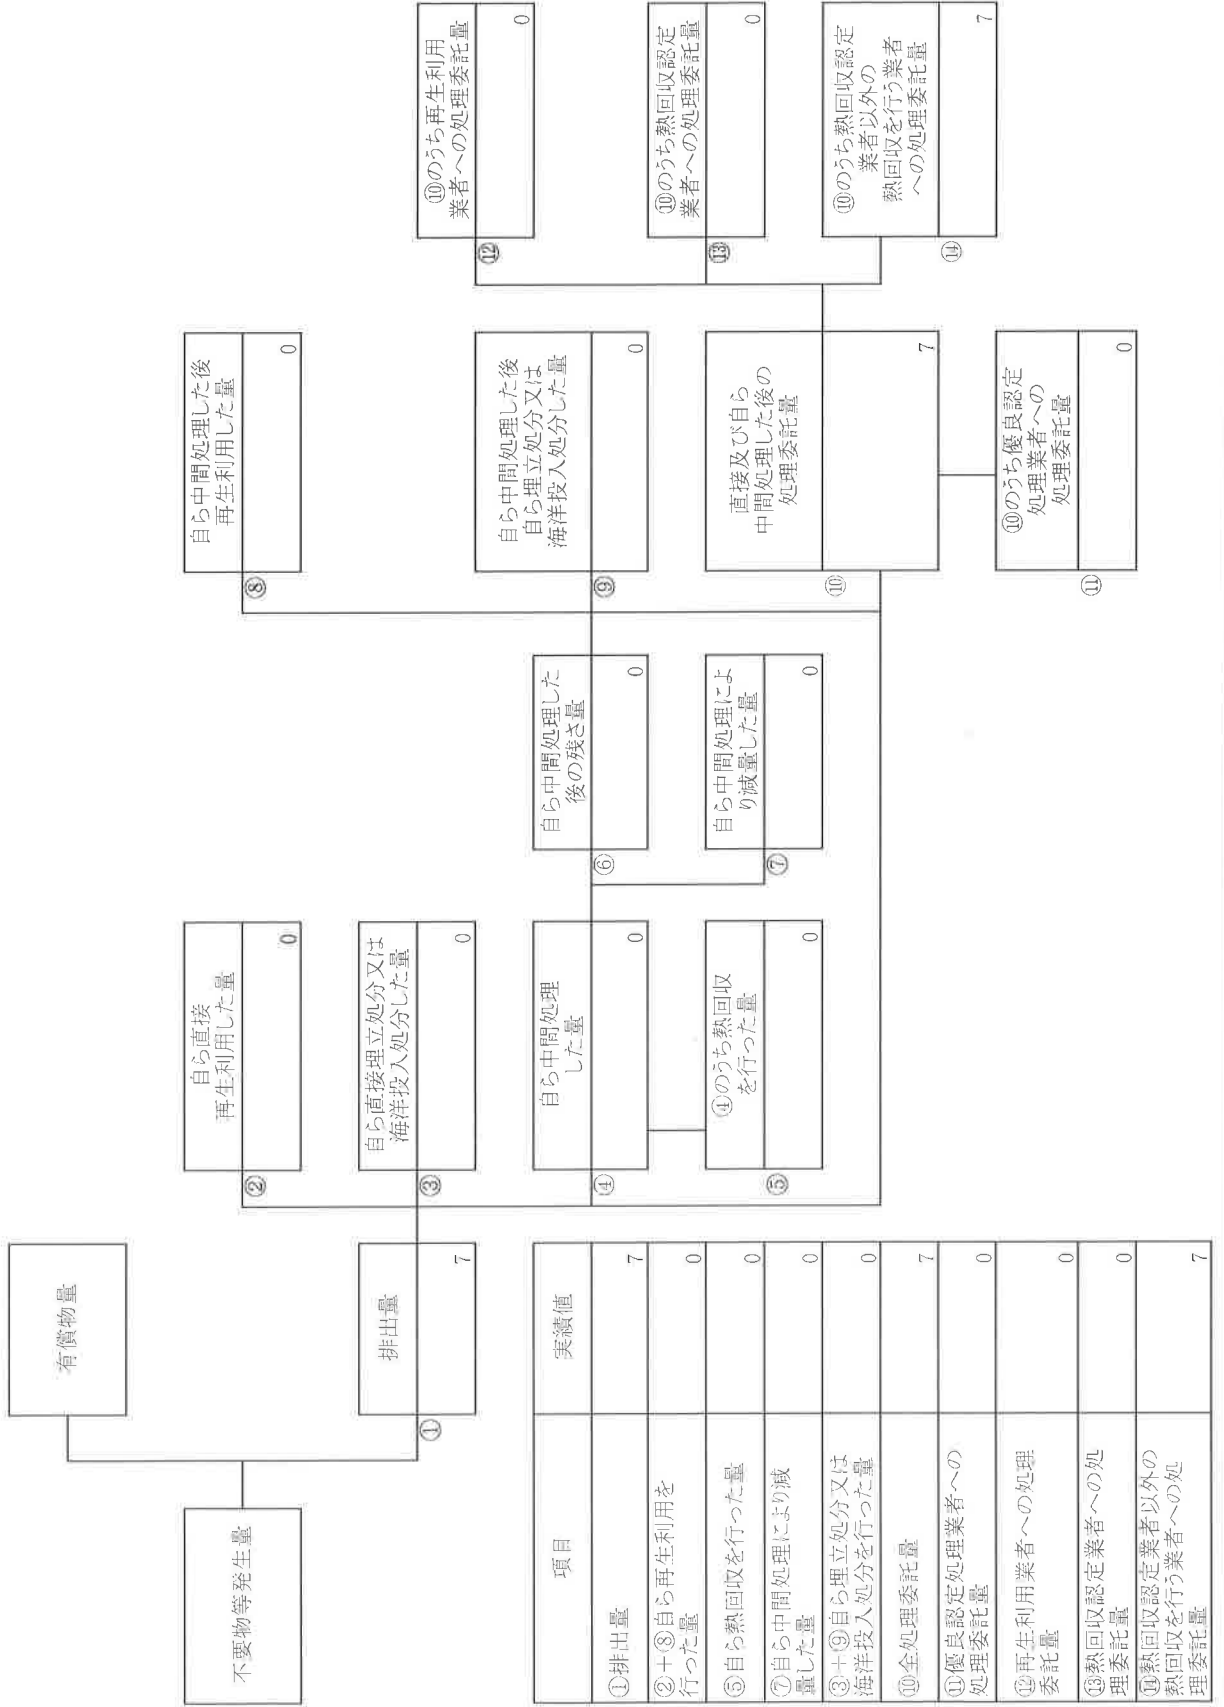 不要物等発生量
有償物量
排出量
①
7
自ら直接
再生利用した量
②
0
自ら直接埋立処分又は
海洋投入処分した量
③
0
自ら中間処理
した量
④
0
④のうち熱回収
を行った量
⑤
0
自ら中間処理した
後の残さ量
⑥
0
自ら中間処理によ
り減量した量
⑦
0
自ら中間処理した後
再生利用した量
⑧
0
自ら中間処理した後
自ら埋立処分又は
海洋投入処分した量
⑨
0
直接及び自ら
中間処理した後の
処理委託量
⑩
7
⑩のうち優良認定
処理業者への
処理委託量
⑪
0
⑩のうち再生利用
業者への処理委託量
⑫
0
⑩のうち熱回収認定
業者への処理委託量
⑬
0
⑩のうち熱回収認定
業者以外の
熱回収を行う業者
への処理委託量
⑭
7
項目 実績値
①排出量 7
②+⑧自ら再生利用を
行った量 0
⑤自ら熱回収を行った量 0
⑦自ら中間処理により減
量した量 0
③+⑨自ら埋立処分又は
海洋投入処分を行った量 0
⑩全処理委託量 7
⑪優良認定処理業者への
処理委託量 0
⑫再生利用業者への処理
委託量 0
⑬熱回収認定業者への処
理委託量 0
⑭熱回収認定業者以外の
熱回収を行う業者への処
理委託量 7